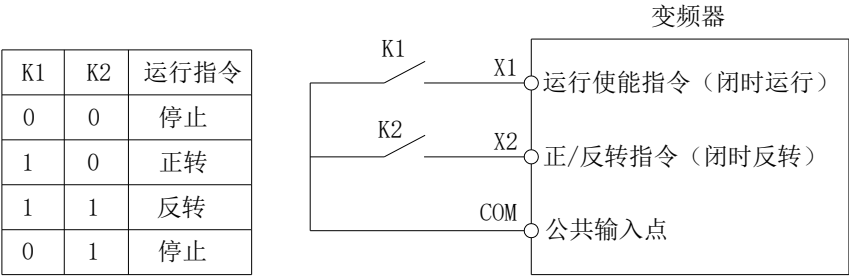 K1 K2 运行指令
0 0 停止
1 0 正转
1 1 反转
0 1 停止
变频器
K1
X1
运行使能指令（闭时运行）
K2
X2
正/反转指令（闭时反转）
COM
公共输入点